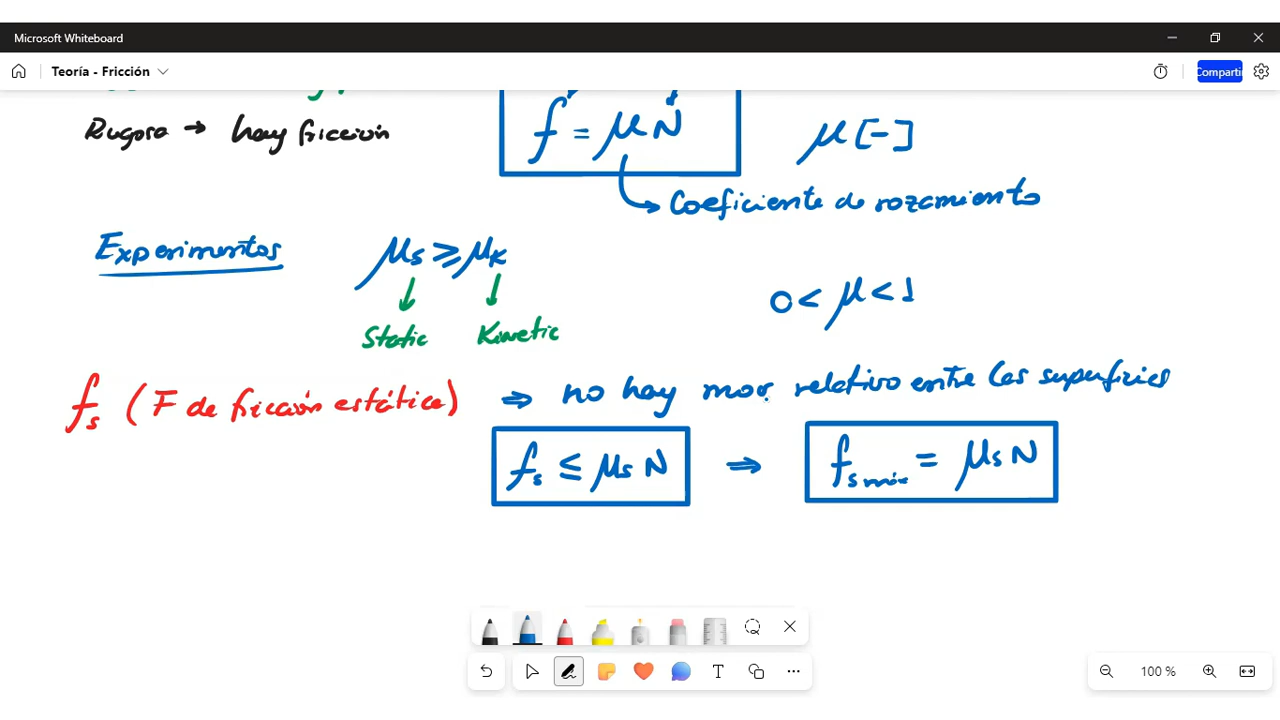 Microsoft Whiteboard
Teoría - Fricción
Compartir
Rugosa → hay fricción
f = μN
μ [-]
Coeficiente de rozamiento
Experimentos
μs ≥ μk
0 < μ < 1
Static
Kinetic
fs (F de fricción estática) ⇒ no hay mov. relativo entre las superficies
fs ≤ μs N ⇒ fs máx = μs N
T
100 %